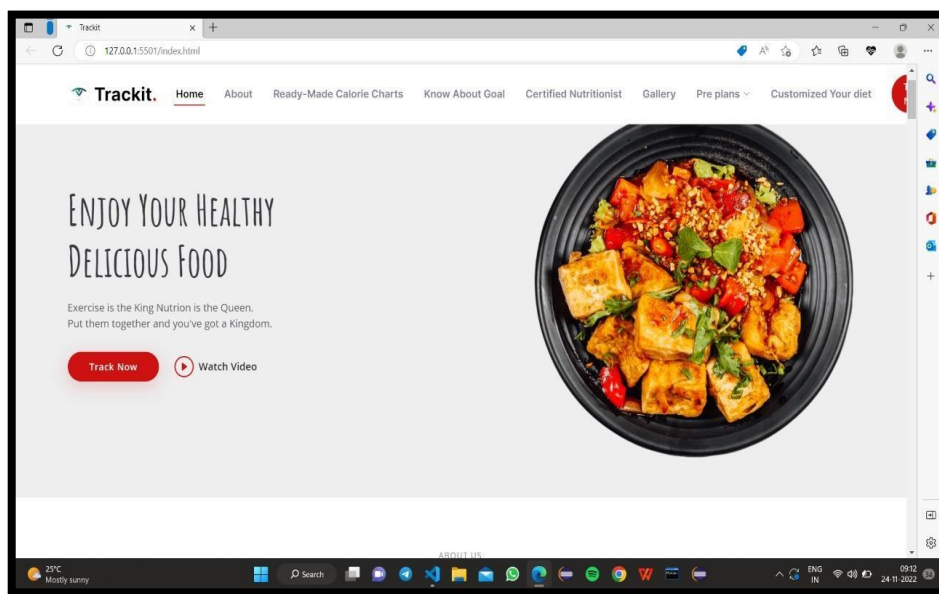 Trackit
127.0.0.1:5501/index.html
Trackit.
Home
About
Ready-Made Calorie Charts
Know About Goal
Certified Nutritionist
Gallery
Pre plans
Customized Your diet
ENJOY YOUR HEALTHY
DELICIOUS FOOD
Exercise is the King Nutrion is the Queen.
Put them together and you've got a Kingdom.
Track Now
Watch Video
ABOUT US
25°C
Mostly sunny
Search
ENG
IN
09:12
24-11-2022